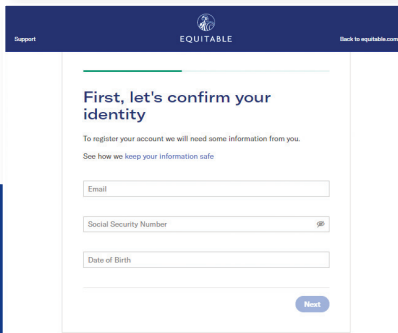 Support
EQUITABLE
Back to equitable.com
First, let's confirm your
identity
To register your account we will need some information from you.
See how we keep your information safe
Email
Social Security Number
Date of Birth
Next